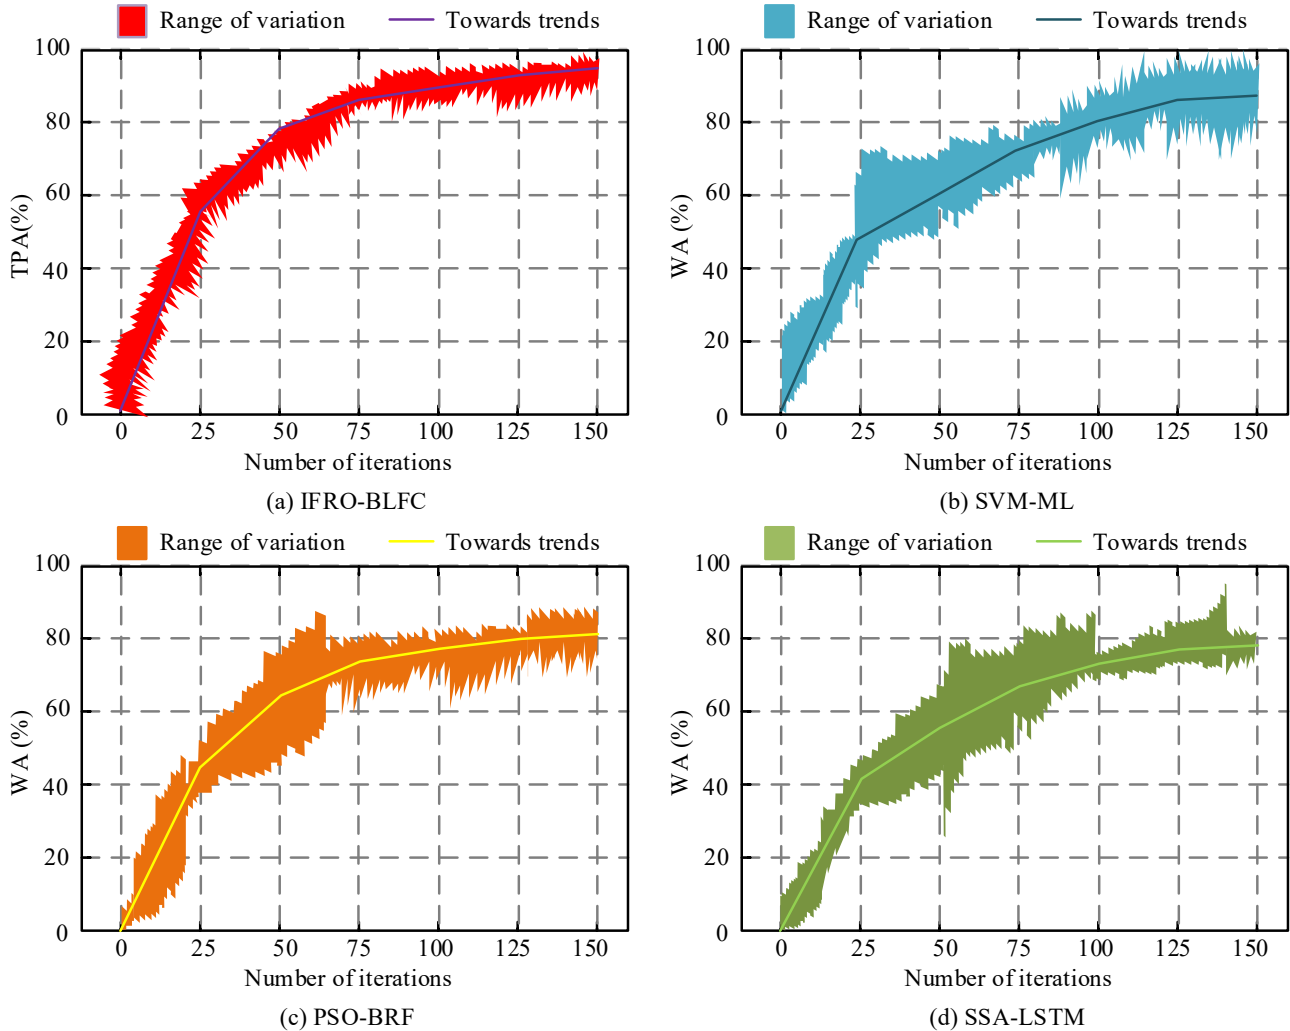 Range of variation Towards trends
100
80
60
40
20
0
TPA(%)
0 25 50 75 100 125 150
Number of iterations
(a) IFRO-BLFC
Range of variation Towards trends
100
80
60
40
20
0
WA (%)
0 25 50 75 100 125 150
Number of iterations
(b) SVM-ML
Range of variation Towards trends
100
80
60
40
20
0
WA (%)
0 25 50 75 100 125 150
Number of iterations
(c) PSO-BRF
Range of variation Towards trends
100
80
60
40
20
0
WA (%)
0 25 50 75 100 125 150
Number of iterations
(d) SSA-LSTM